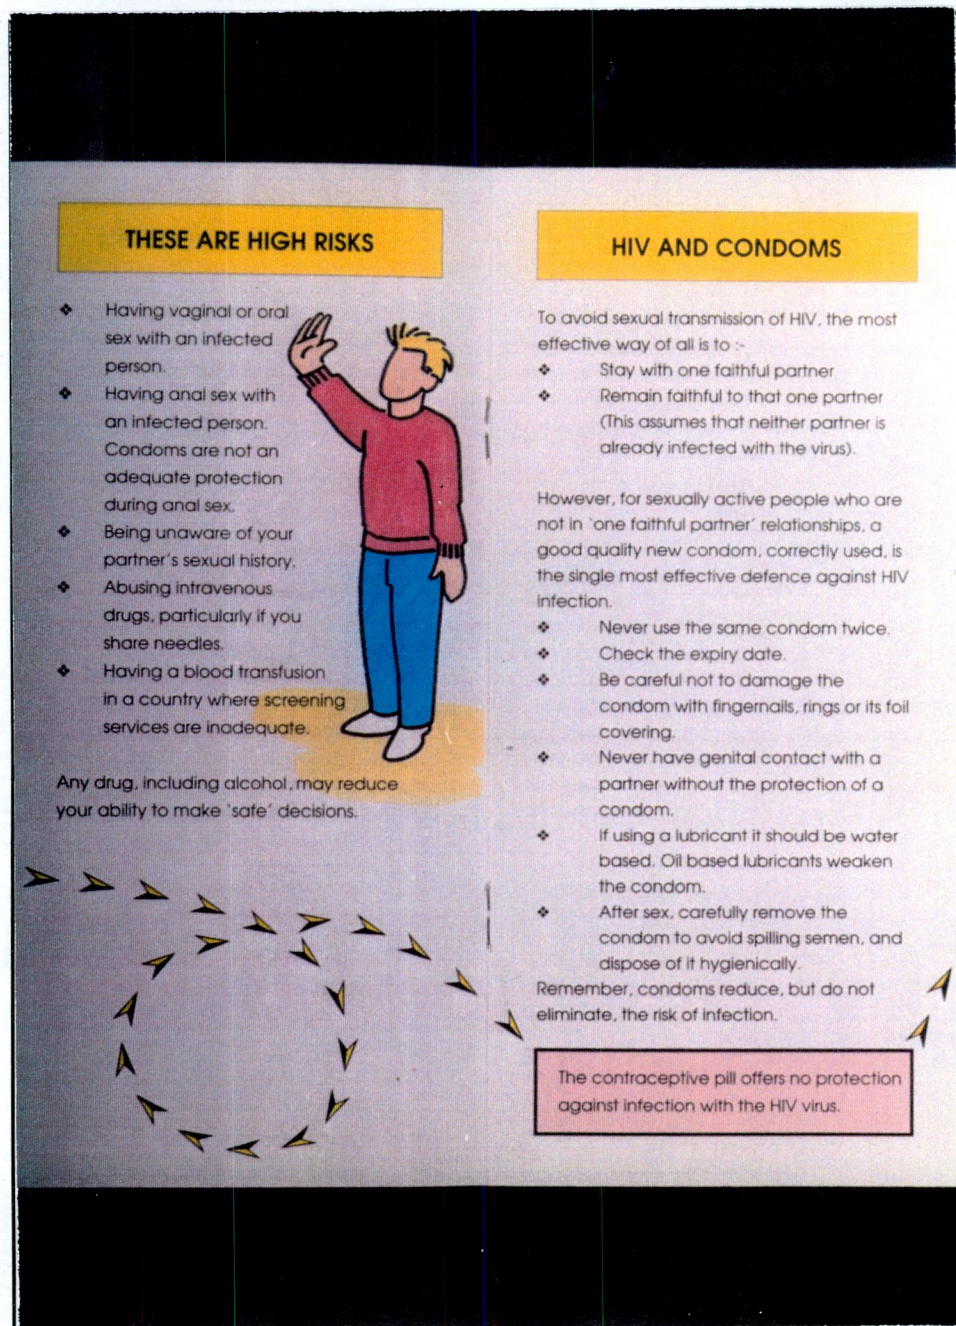 THESE ARE HIGH RISKS
❖ Having vaginal or oral
sex with an infected
person.
❖ Having anal sex with
an infected person.
Condoms are not an
adequate protection
during anal sex.
❖ Being unaware of your
partner's sexual history.
❖ Abusing intravenous
drugs, particularly if you
share needles.
❖ Having a blood transfusion
in a country where screening
services are inadequate.
Any drug, including alcohol, may reduce
your ability to make 'safe' decisions.
HIV AND CONDOMS
To avoid sexual transmission of HIV, the most
effective way of all is to :-
❖ Stay with one faithful partner
❖ Remain faithful to that one partner
(This assumes that neither partner is
already infected with the virus).
However, for sexually active people who are
not in 'one faithful partner' relationships, a
good quality new condom, correctly used, is
the single most effective defence against HIV
infection.
❖ Never use the same condom twice.
❖ Check the expiry date.
❖ Be careful not to damage the
condom with fingernails, rings or its foil
covering.
❖ Never have genital contact with a
partner without the protection of a
condom.
❖ If using a lubricant it should be water
based. Oil based lubricants weaken
the condom.
❖ After sex, carefully remove the
condom to avoid spilling semen, and
dispose of it hygienically.
Remember, condoms reduce, but do not
eliminate, the risk of infection.
The contraceptive pill offers no protection
against infection with the HIV virus.